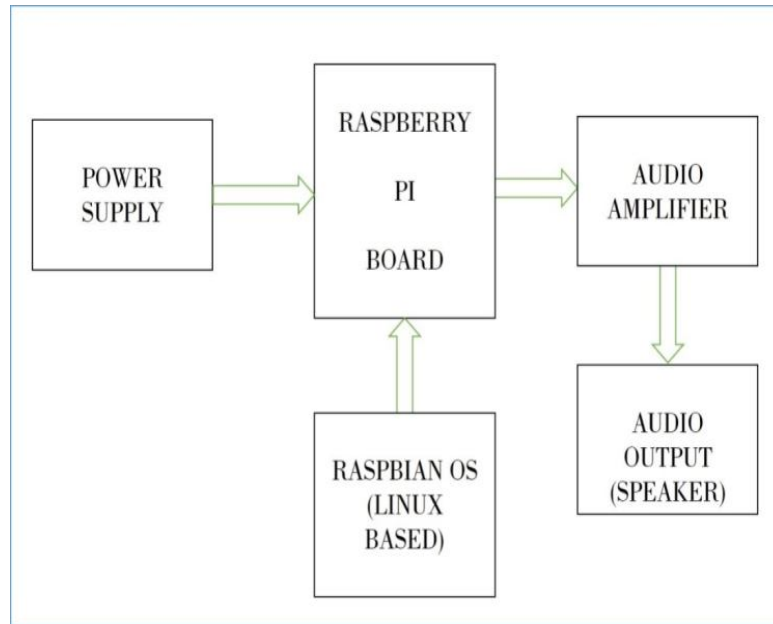 POWER
SUPPLY
RASPBERRY
PI
BOARD
AUDIO
AMPLIFIER
RASPBIAN OS
(LINUX
BASED)
AUDIO
OUTPUT
(SPEAKER)